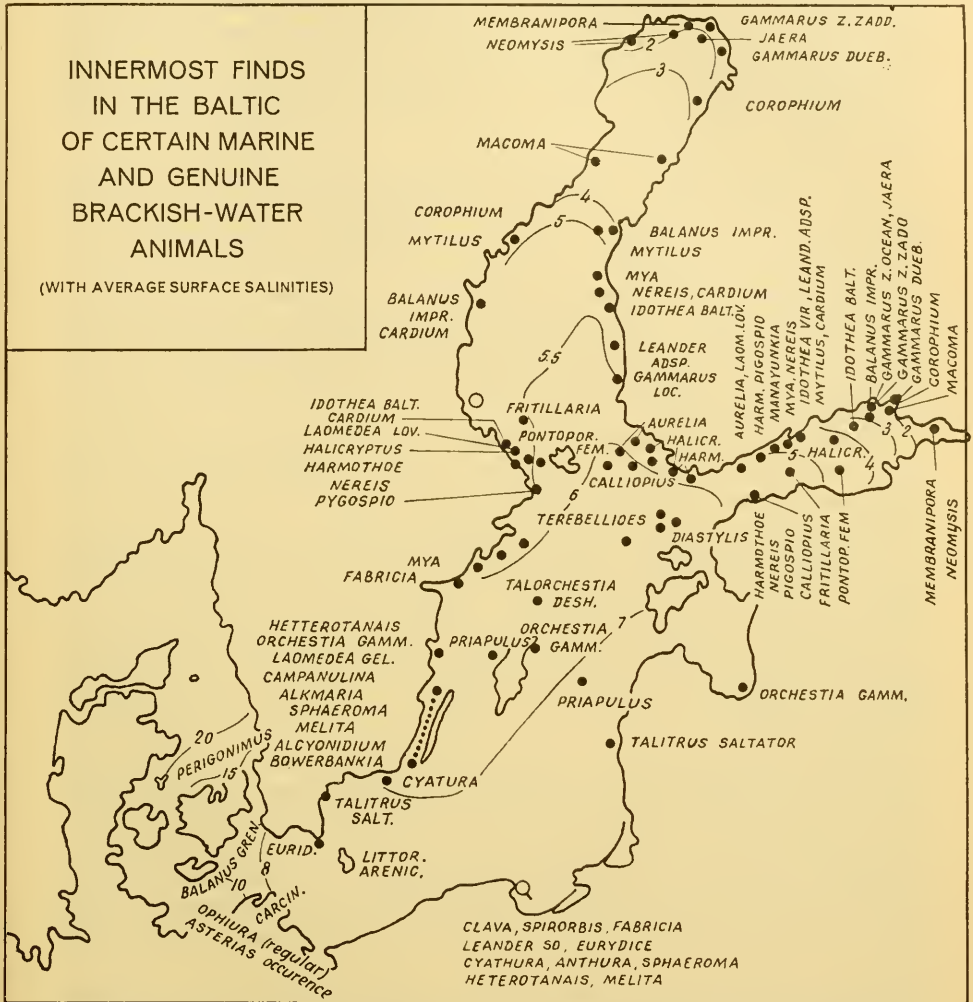 INNERMOST FINDS
IN THE BALTIC
OF CERTAIN MARINE
AND GENUINE
BRACKISH-WATER
ANIMALS
(WITH AVERAGE SURFACE SALINITIES)
MEMBRANIPORA
NEOMYSIS
GAMMARUS Z. ZADD.
JAERA
GAMMARUS DUEB.
2
3
COROPHIUM
MACOMA
4
5
COROPHIUM
MYTILUS
BALANUS IMPR.
MYTILUS
MYA
NEREIS, CARDIUM
IDOTHEA BALT.
BALANUS
IMPR.
CARDIUM
5.5
LEANDER
ADSP.
GAMMARUS
LOC.
AURELIA, LAOM. LOV.
HARM. PIGOSPIO
MANAYUNKIA
MYA. NEREIS
IDOTHEA VIR, LEAND. ADSP.
MYTILUS, CARDIUM
IDOTHEA BALT.
BALANUS IMPR.
GAMMARUS Z. OCEAN, JAERA
GAMMARUS Z. ZADO
GAMMARUS DUEB.
COROPHIUM
MACOMA
IDOTHEA BALT.
CARDIUM
LAOMEDEA LOV.
HALICRYPTUS
HARMOTHOE
NEREIS
PYGOSPIO
FRITILLARIA
PONTOPOR.
FEM.
AURELIA
HALICR.
HARM.
CALLIOPIUS
5
HALICR.
4
3
2
6
TEREBELLIOES
DIASTYLIS
HARMOTHOE
NEREIS
PIGOSPIO
CALLIOPIUS
FRITILLARIA
PONTOP. FEM
MEMBRANIPORA
NEOMYSIS
MYA
FABRICIA
TALORCHESTIA
DESH.
7
HETTEROTANAIS
ORCHESTIA GAMM.
LAOMEDEA GEL.
CAMPANULINA
ALKMARIA
SPHAEROMA
MELITA
ALCYONIDIUM
BOWERBANKIA
PRIAPULUS?
ORCHESTIA
GAMM.
PRIAPULUS
ORCHESTIA GAMM.
TALITRUS SALTATOR
20
PERIGONIMUS
15
CYATURA
TALITRUS
SALT.
EURID.
LITTOR.
ARENIC.
BALANUS GREN.
8
10
CARCIN.
OPHIURA (regular)
ASTERIAS occurence
CLAVA, SPIRORBIS, FABRICIA
LEANDER SQ, EURYDICE
CYATHURA, ANTHURA, SPHAEROMA
HETEROTANAIS, MELITA